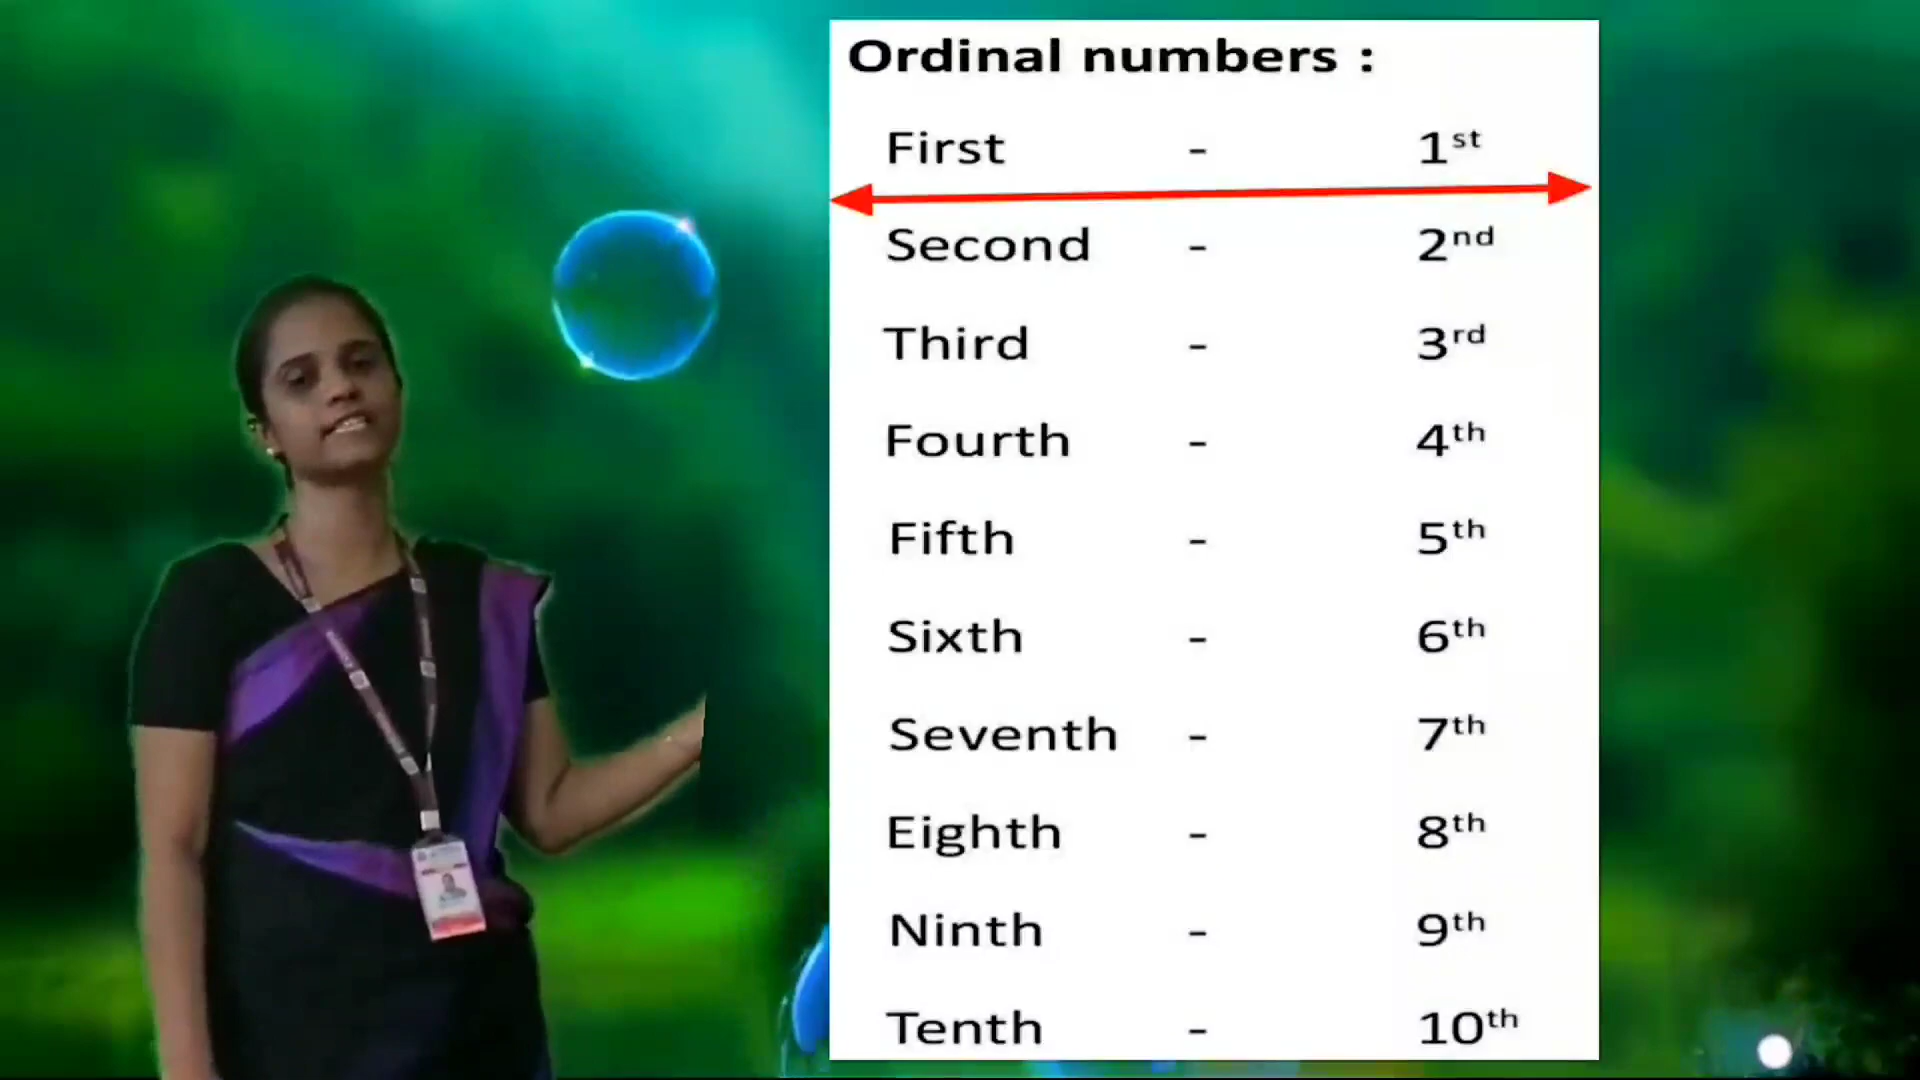 Ordinal numbers :
First - 1st
Second - 2nd
Third - 3rd
Fourth - 4th
Fifth - 5th
Sixth - 6th
Seventh - 7th
Eighth - 8th
Ninth - 9th
Tenth - 10th